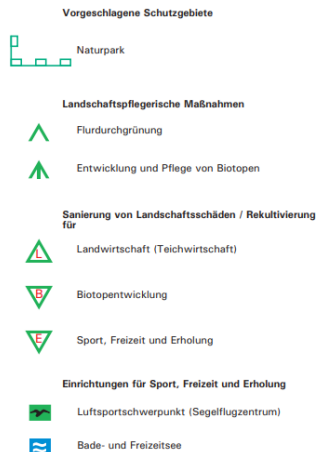 Vorgeschlagene Schutzgebiete
Naturpark
Landschaftspflegerische Maßnahmen
Flurdurchgrünung
Entwicklung und Pflege von Biotopen
Sanierung von Landschaftsschäden / Rekultivierung
für
L
Landwirtschaft (Teichwirtschaft)
B
Biotopentwicklung
E
Sport, Freizeit und Erholung
Einrichtungen für Sport, Freizeit und Erholung
Luftsportschwerpunkt (Segelflugzentrum)
Bade- und Freizeitsee